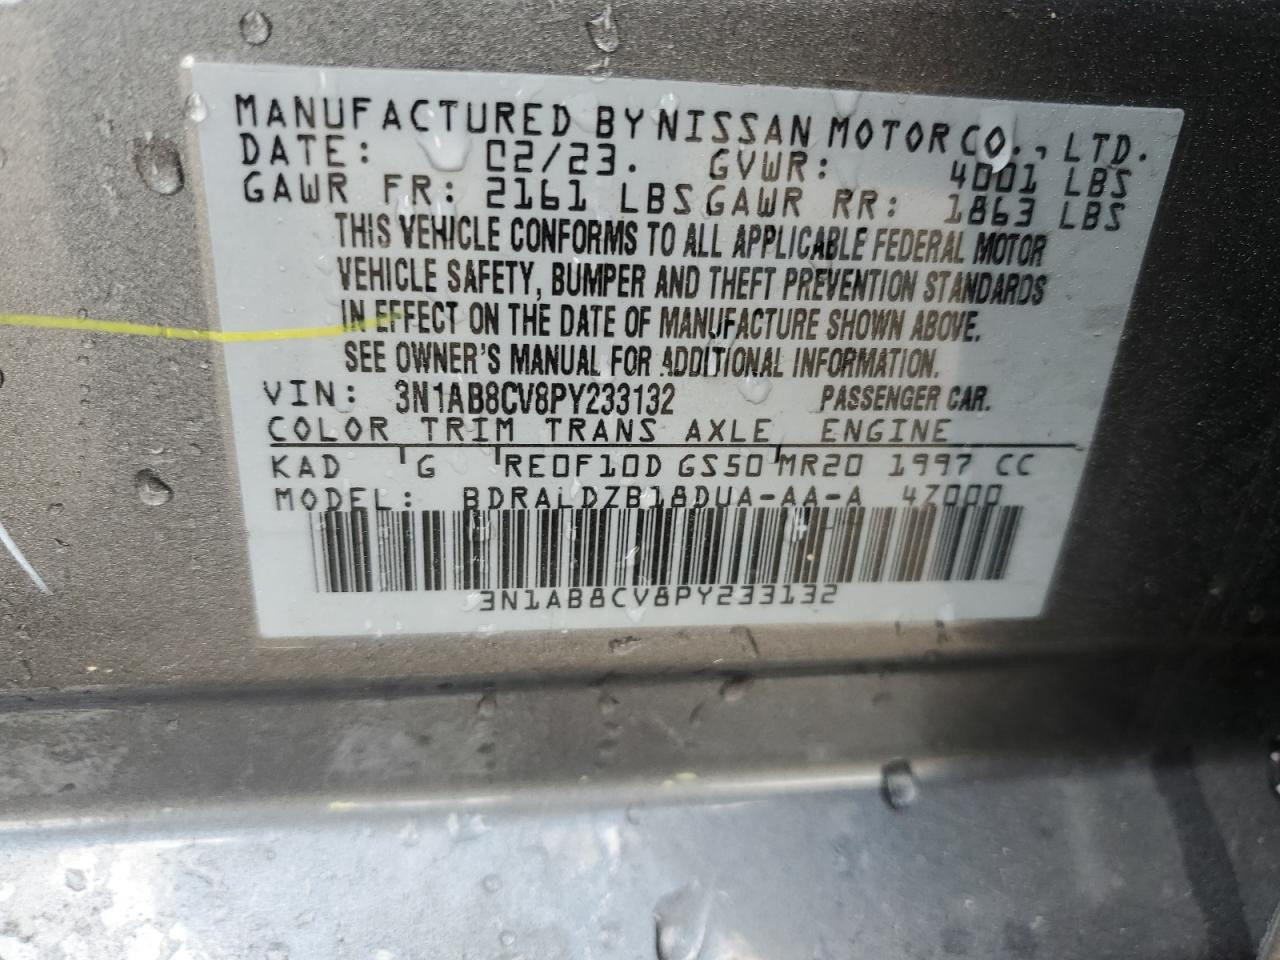 MANUFACTURED BY NISSAN MOTOR CO., LTD.
DATE: 02/23. GVWR: 4001 LBS
GAWR FR: 2161 LBS GAWR RR: 1863 LBS
THIS VEHICLE CONFORMS TO ALL APPLICABLE FEDERAL MOTOR
VEHICLE SAFETY, BUMPER AND THEFT PREVENTION STANDARDS
IN EFFECT ON THE DATE OF MANUFACTURE SHOWN ABOVE.
SEE OWNER'S MANUAL FOR ADDITIONAL INFORMATION.
VIN: 3N1AB8CV8PY233132 PASSENGER CAR.
COLOR TRIM TRANS AXLE ENGINE
KAD G RE0F10D GS50 MR20 1997 CC
MODEL: BDRALDZB18DUA-AA-A 4Z000
3N1AB8CV8PY233132